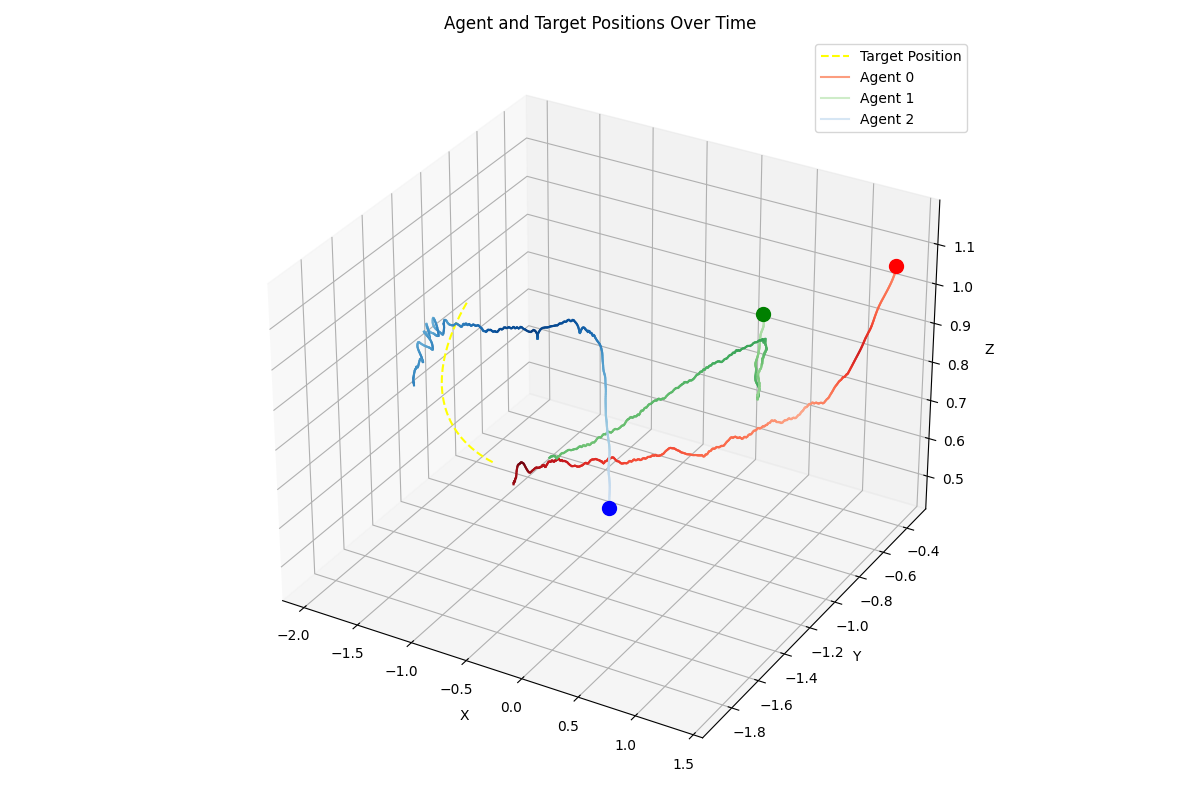 Agent and Target Positions Over Time
Target Position
Agent 0
Agent 1
Agent 2
1.1
1.0
0.9
0.8
0.7
0.6
0.5
Z
−0.4
−0.6
−0.8
−1.0
−1.2
−1.4
−1.6
−1.8
Y
−2.0
−1.5
−1.0
−0.5
0.0
0.5
1.0
1.5
X